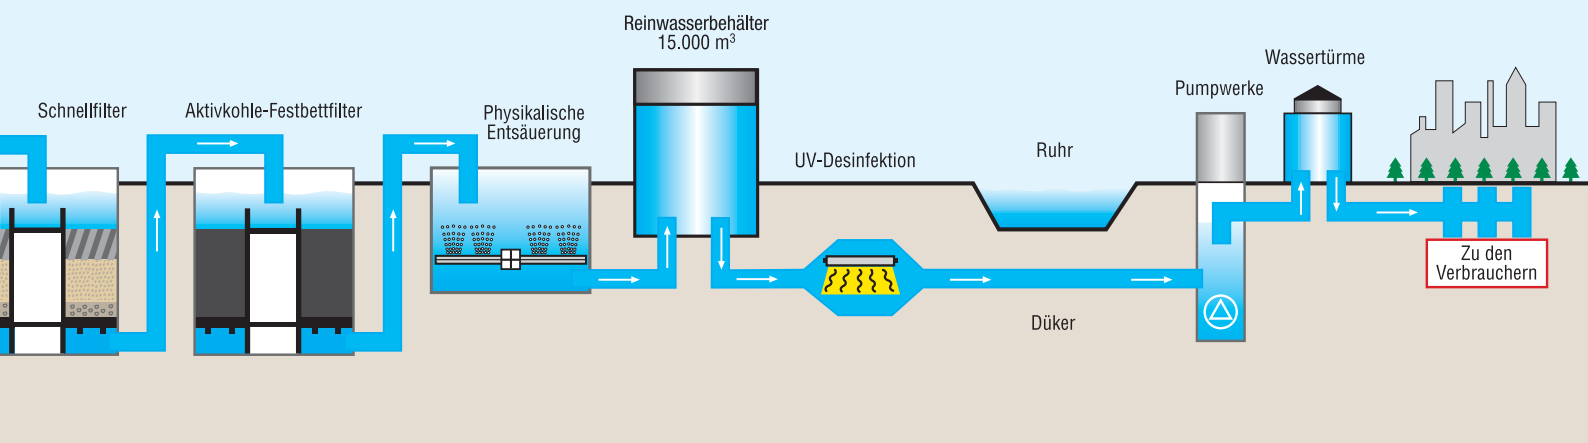 Schnellfilter
Aktivkohle-Festbettfilter
Physikalische
Entsäuerung
Reinwasserbehälter
15.000 m³
UV-Desinfektion
Ruhr
Düker
Pumpwerke
Wassertürme
Zu den
Verbrauchern